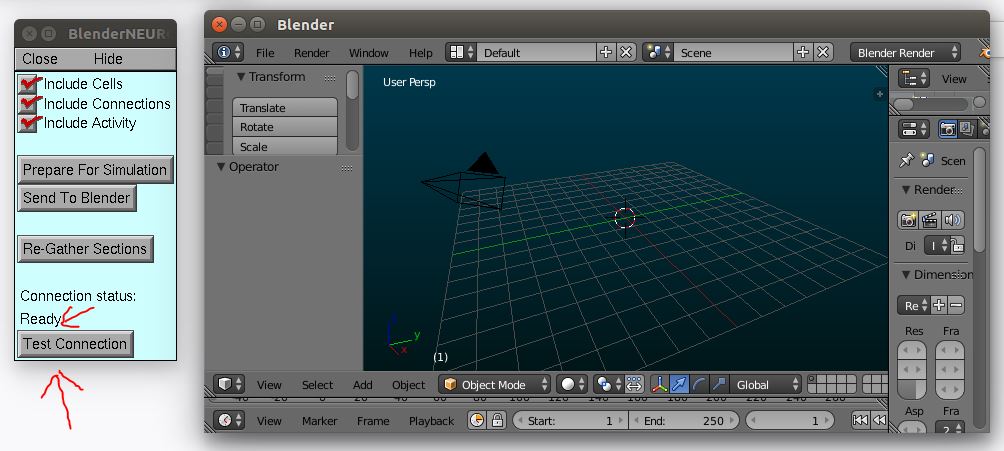 BlenderNEURO
Close Hide
Include Cells
Include Connections
Include Activity
Prepare For Simulation
Send To Blender
Re-Gather Sections
Connection status:
Ready
Test Connection
Blender
File Render Window Help Default Scene Blender Render
Transform
Translate
Rotate
Scale
Operator
User Persp
z
y
x
(1)
View Select Add Object Object Mode Global
View Marker Frame Playback Start: 1 End: 250 1
View
Scen
Render
Di
Dimension
Re
Res Fra
Asp Fra
2